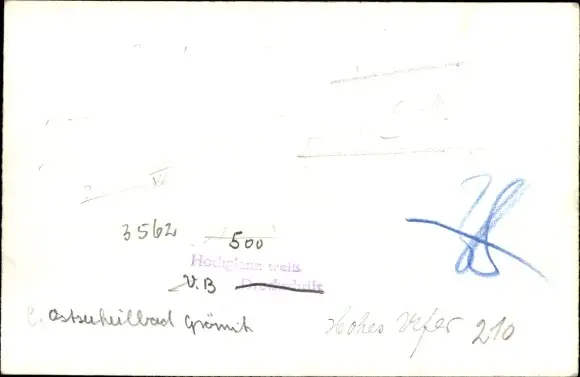 3562 500
Hochglanz weiß
V.B
Ostseeheilbad Grömitz
Hohes Ufer 210